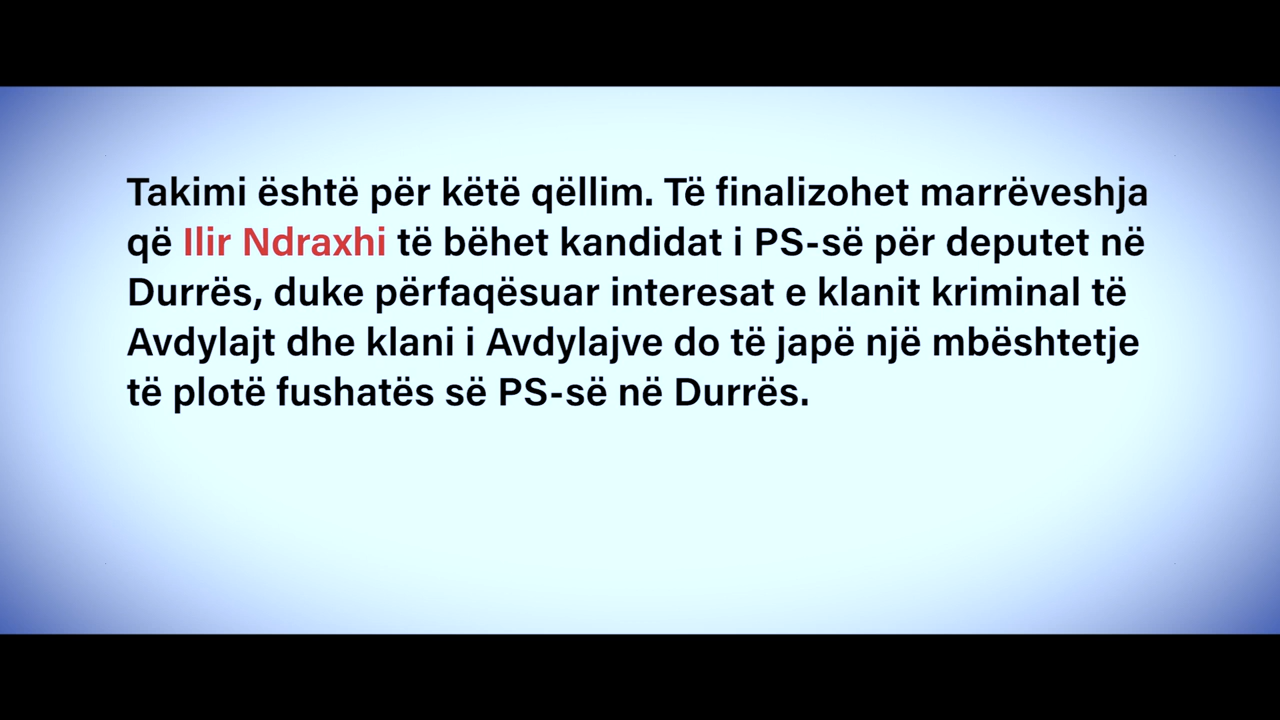 Takimi është për këtë qëllim. Të finalizohet marrëveshja
që Ilir Ndraxhi të bëhet kandidat i PS-së për deputet në
Durrës, duke përfaqësuar interesat e klanit kriminal të
Avdylajt dhe klani i Avdylajve do të japë një mbështetje
të plotë fushatës së PS-së në Durrës.